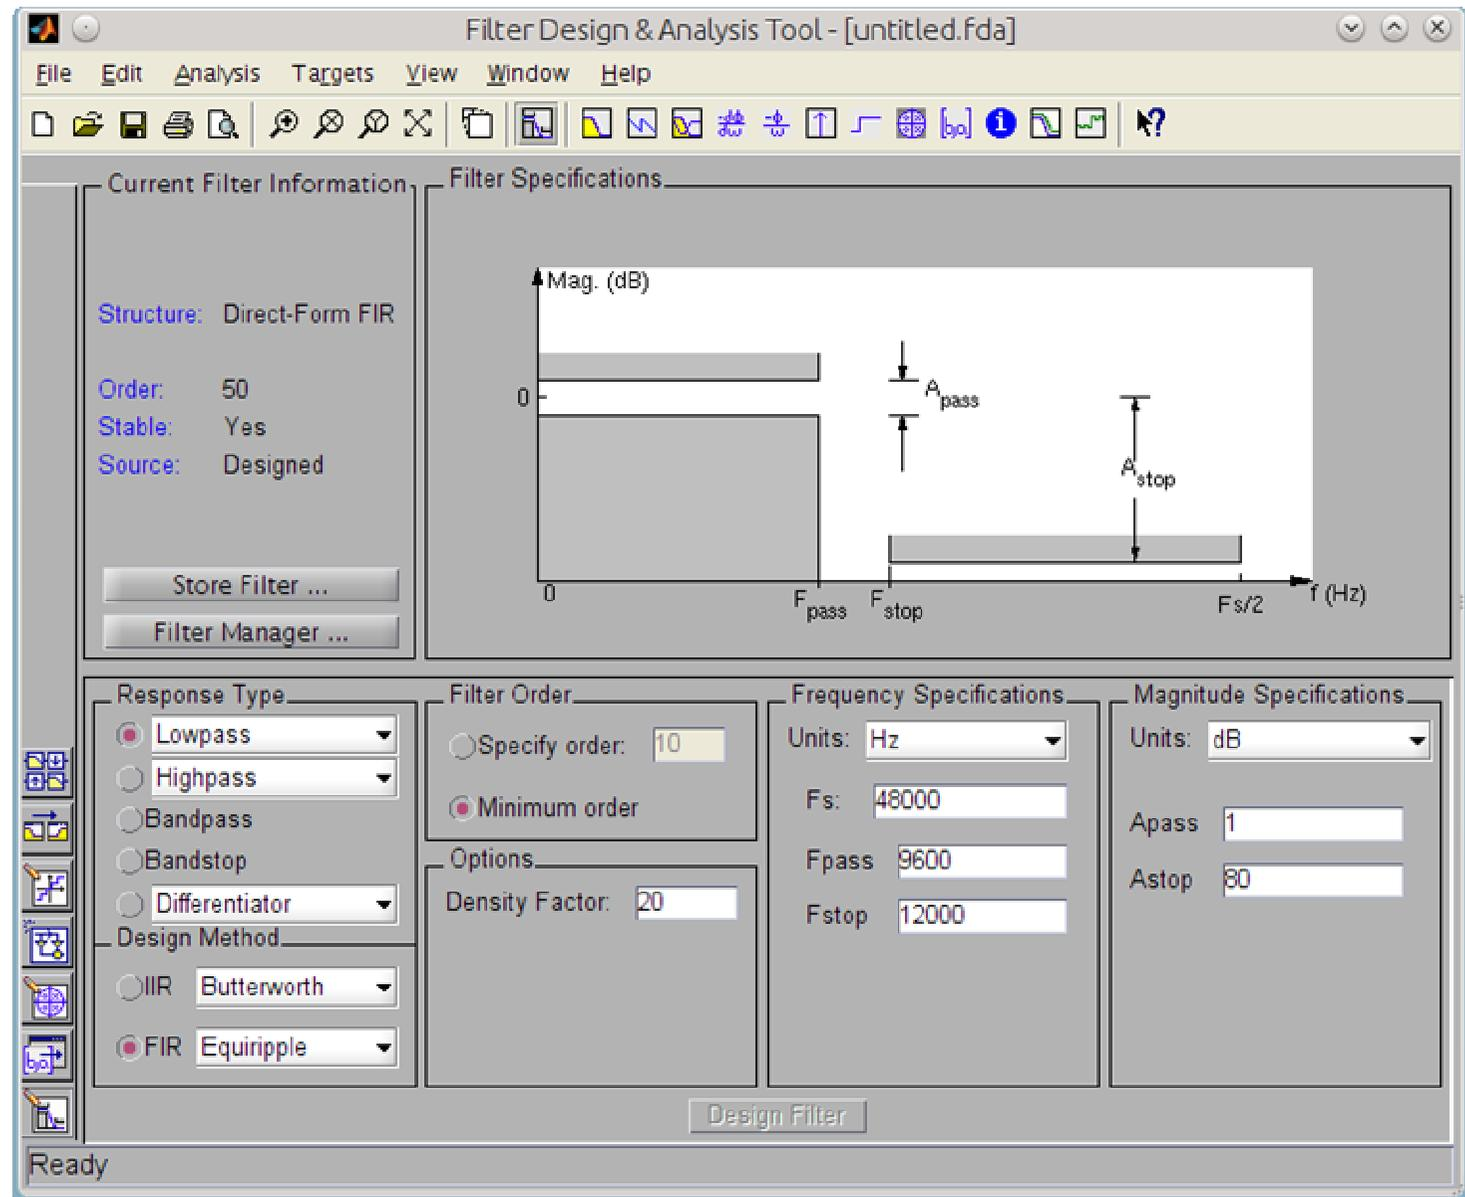 Filter Design & Analysis Tool - [untitled.fda]
File Edit Analysis Targets View Window Help
Current Filter Information
Structure: Direct-Form FIR
Order: 50
Stable: Yes
Source: Designed
Store Filter ...
Filter Manager ...
Filter Specifications
Mag. (dB)
0
Apass
Astop
0
Fpass
Fstop
Fs/2
f (Hz)
Response Type
Lowpass
Highpass
Bandpass
Bandstop
Differentiator
Design Method
IIR Butterworth
FIR Equiripple
Filter Order
Specify order: 10
Minimum order
Options
Density Factor: 20
Frequency Specifications
Units: Hz
Fs: 48000
Fpass 9600
Fstop 12000
Magnitude Specifications
Units: dB
Apass 1
Astop 80
Design Filter
Ready